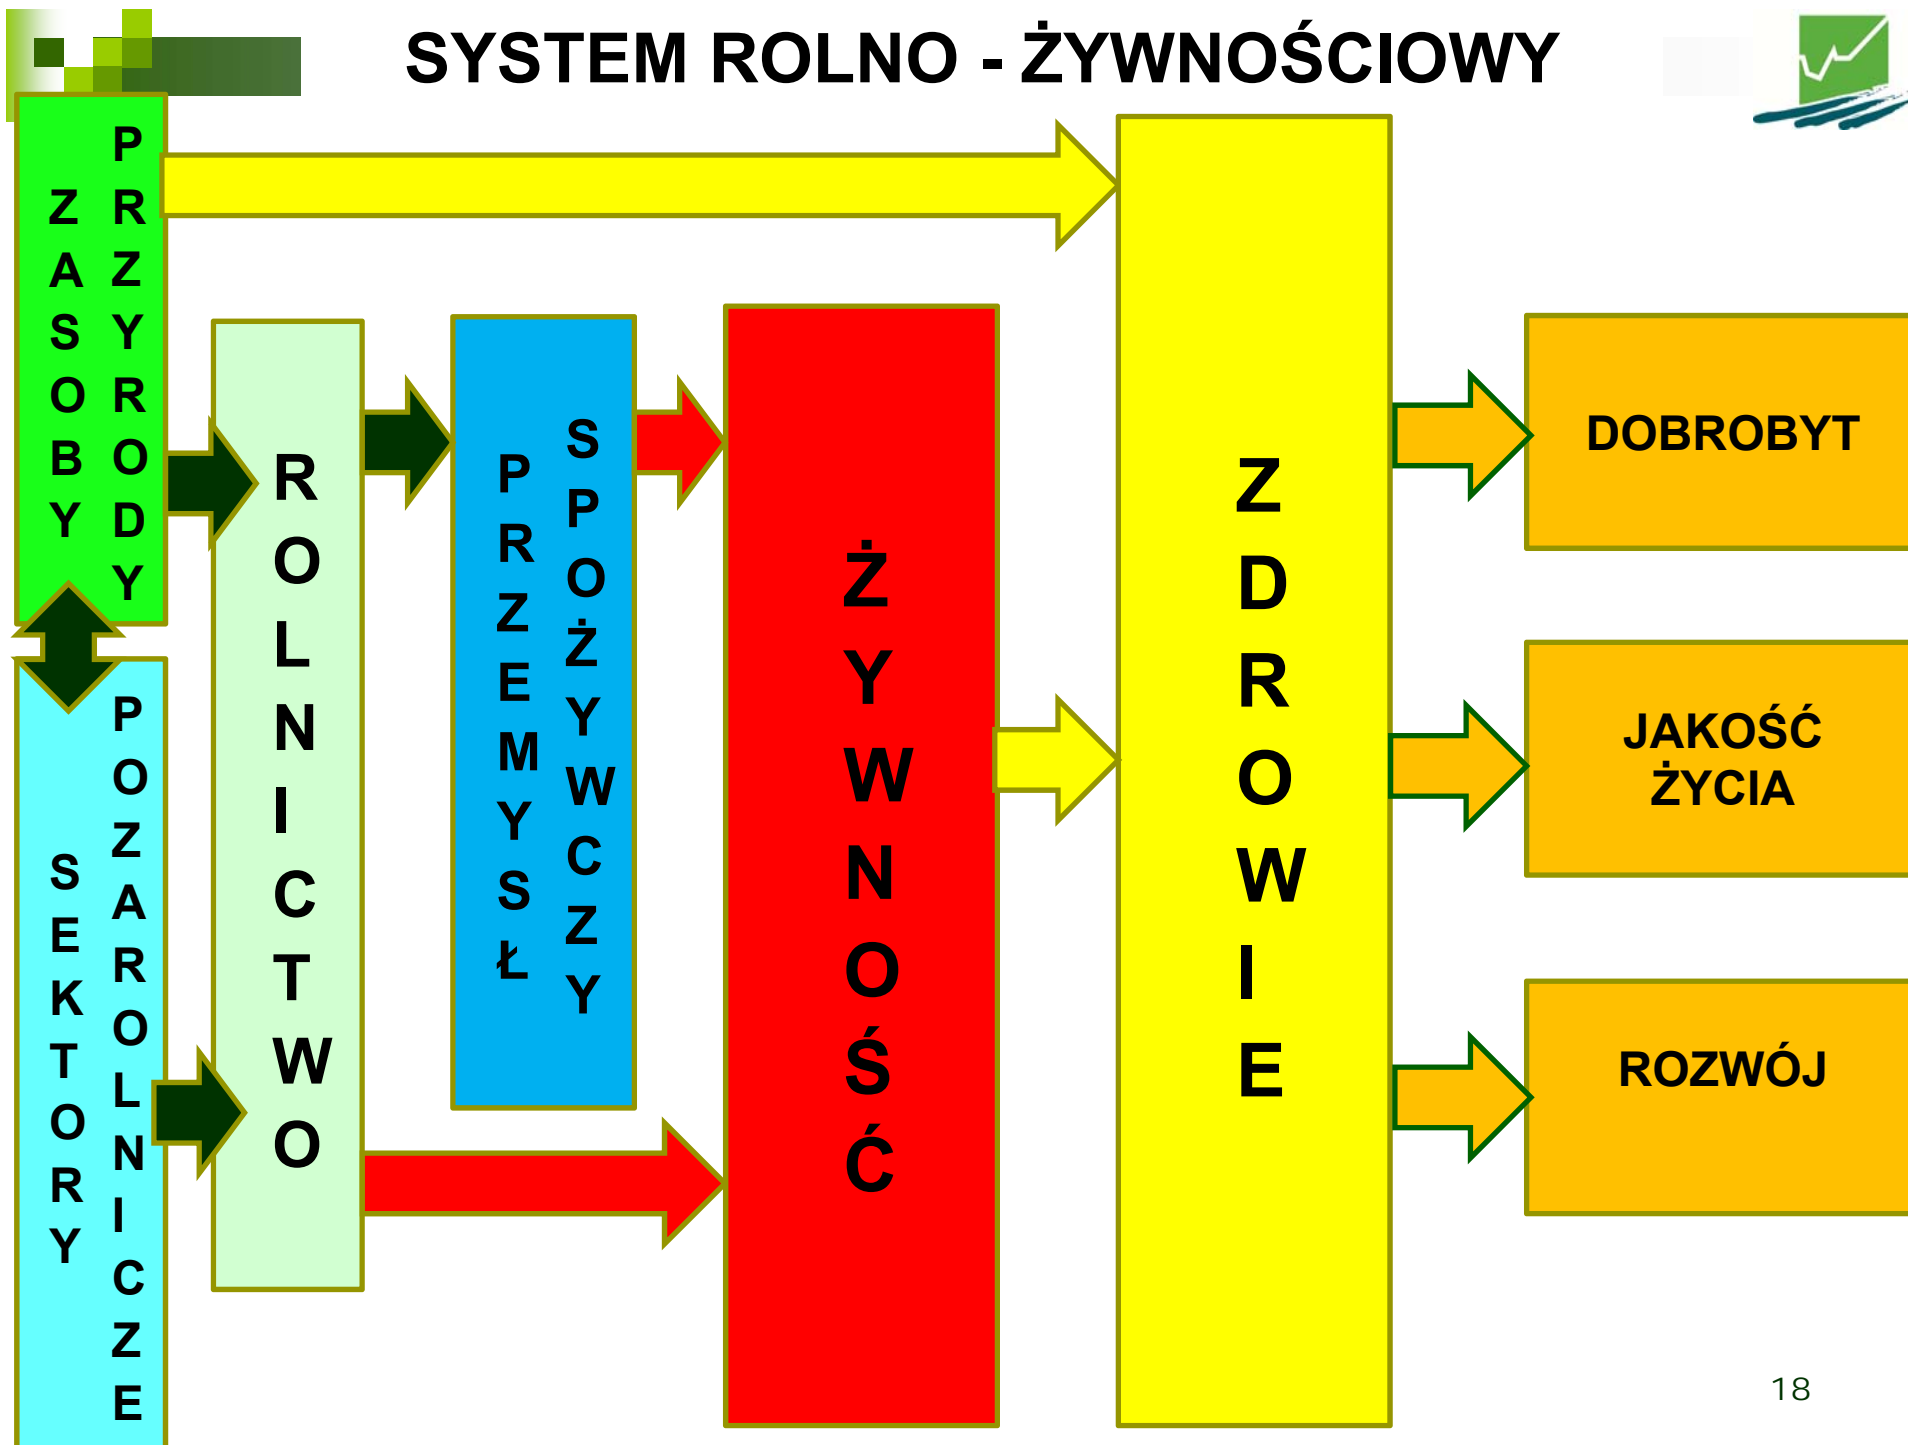 SYSTEM ROLNO - ŻYWNOŚCIOWY
ZASOBY
PRZYRODY
SEKTORY
POZAROLNICZE
ROLNICTWO
PRZEMYSŁ
SPOŻYWCZY
ŻYWNOŚĆ
ZDROWIE
DOBROBYT
JAKOŚĆ
ŻYCIA
ROZWÓJ
18